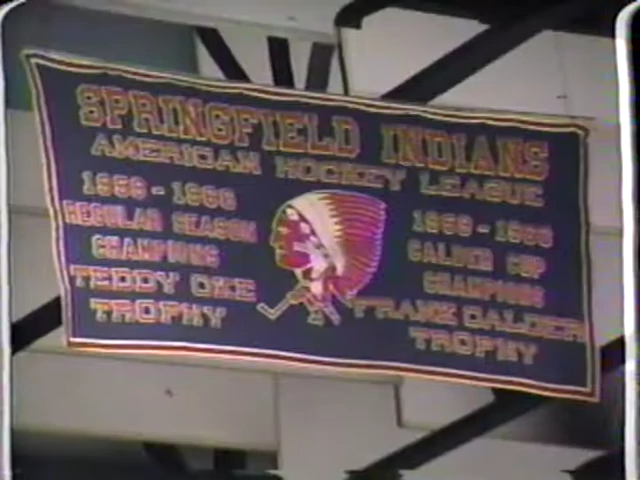 SPRINGFIELD INDIANS
AMERICAN HOCKEY LEAGUE
1959 - 1960
REGULAR SEASON
CHAMPIONS
TEDDY OKE
TROPHY
1959 - 1960
CALDER CUP
CHAMPIONS
FRANK CALDER
TROPHY